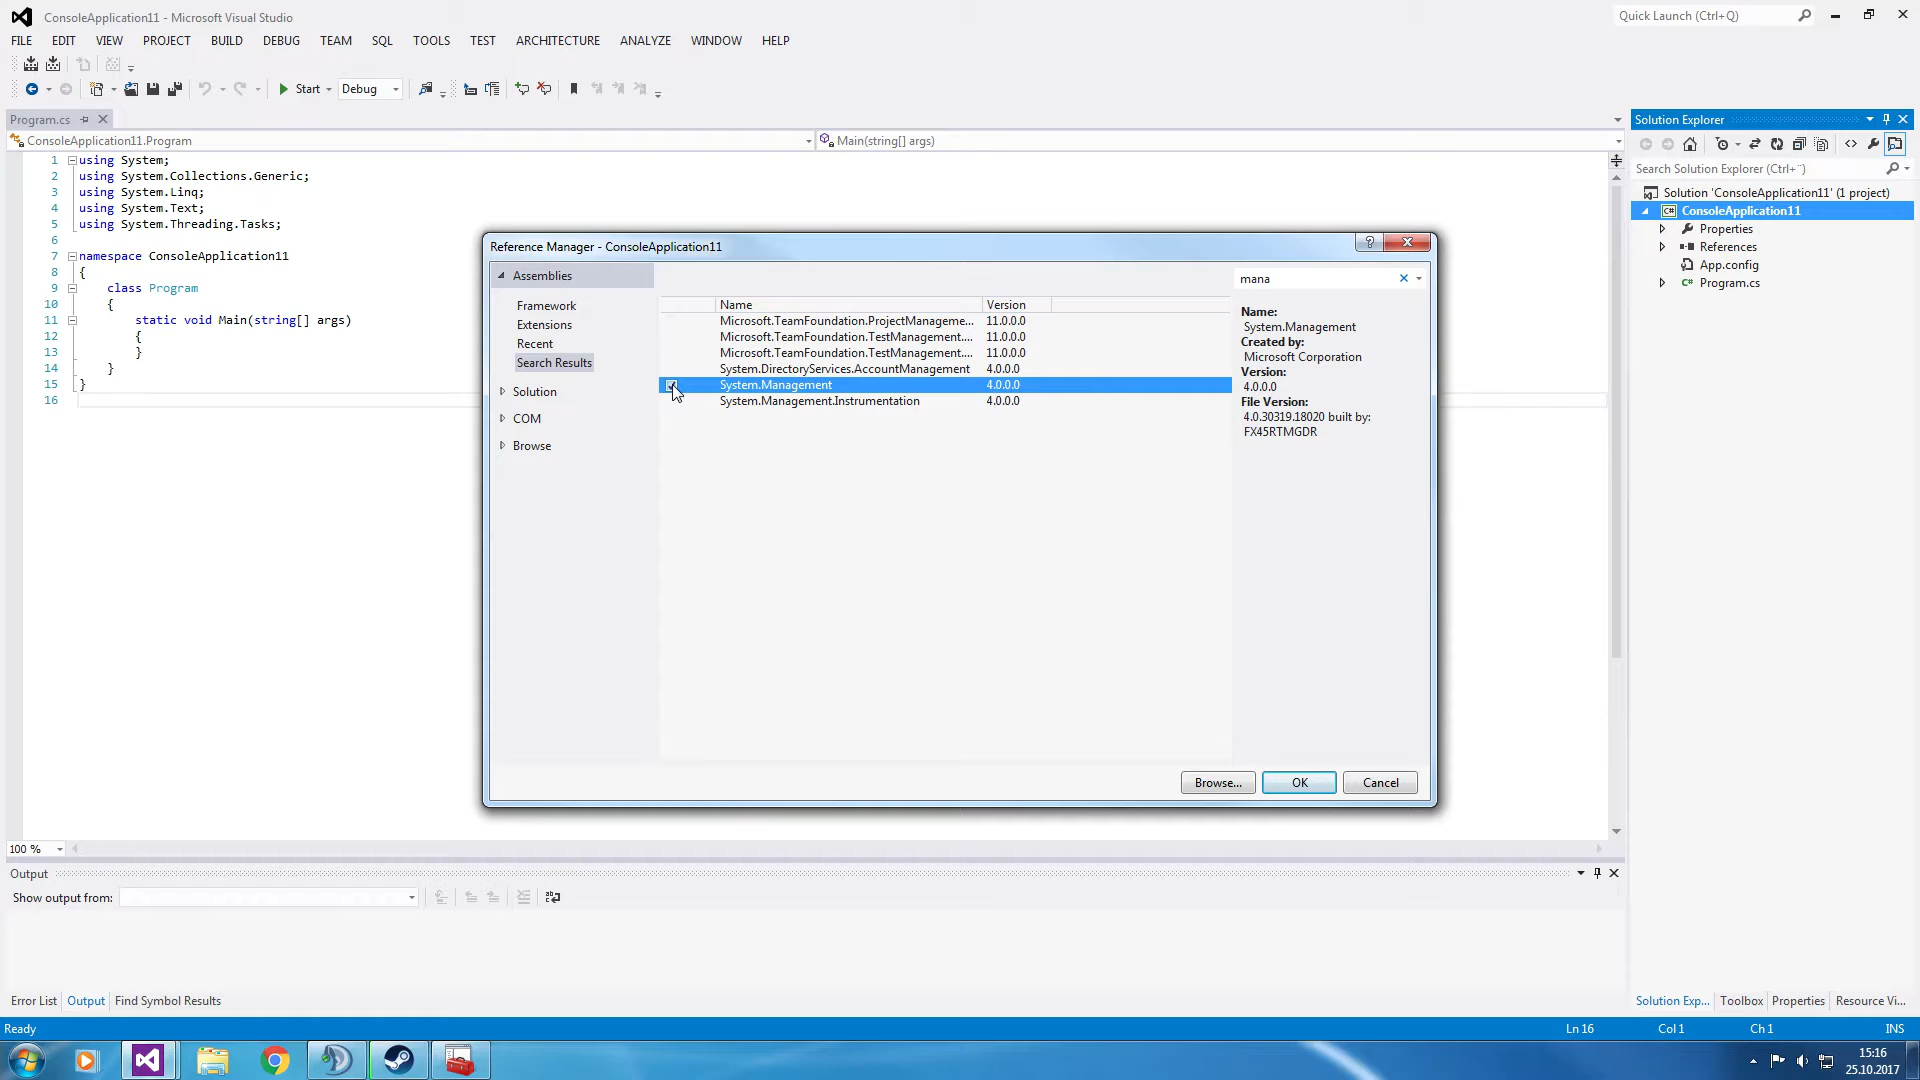 ConsoleApplication11 - Microsoft Visual Studio
Quick Launch (Ctrl+Q)
FILE EDIT VIEW PROJECT BUILD DEBUG TEAM SQL TOOLS TEST ARCHITECTURE ANALYZE WINDOW HELP
Start Debug
Program.cs
ConsoleApplication11.Program
Main(string[] args)
1 using System;
2 using System.Collections.Generic;
3 using System.Linq;
4 using System.Text;
5 using System.Threading.Tasks;
6
7 namespace ConsoleApplication11
8 {
9 class Program
10 {
11 static void Main(string[] args)
12 {
13 }
14 }
15 }
16
Reference Manager - ConsoleApplication11
Assemblies
Framework
Extensions
Recent
Search Results
Solution
COM
Browse
Name Version
Microsoft.TeamFoundation.ProjectManageme... 11.0.0.0
Microsoft.TeamFoundation.TestManagement.... 11.0.0.0
Microsoft.TeamFoundation.TestManagement.... 11.0.0.0
System.DirectoryServices.AccountManagement 4.0.0.0
System.Management 4.0.0.0
System.Management.Instrumentation 4.0.0.0
mana
Name:
System.Management
Created by:
Microsoft Corporation
Version:
4.0.0.0
File Version:
4.0.30319.18020 built by:
FX45RTMGDR
Browse... OK Cancel
Solution Explorer
Search Solution Explorer (Ctrl+¨)
Solution 'ConsoleApplication11' (1 project)
ConsoleApplication11
Properties
References
App.config
Program.cs
100 %
Output
Show output from:
Error List Output Find Symbol Results
Solution Exp... Toolbox Properties Resource Vi...
Ready
Ln 16 Col 1 Ch 1 INS
15:16
25.10.2017